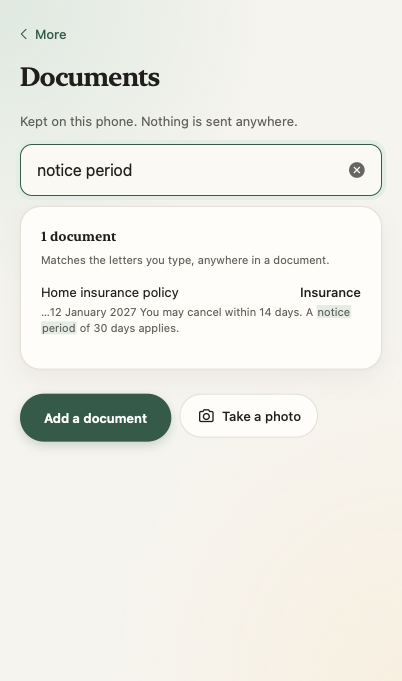 More
Documents
Kept on this phone. Nothing is sent anywhere.
notice period
1 document
Matches the letters you type, anywhere in a document.
Home insurance policy Insurance
...12 January 2027 You may cancel within 14 days. A notice
period of 30 days applies.
Add a document Take a photo